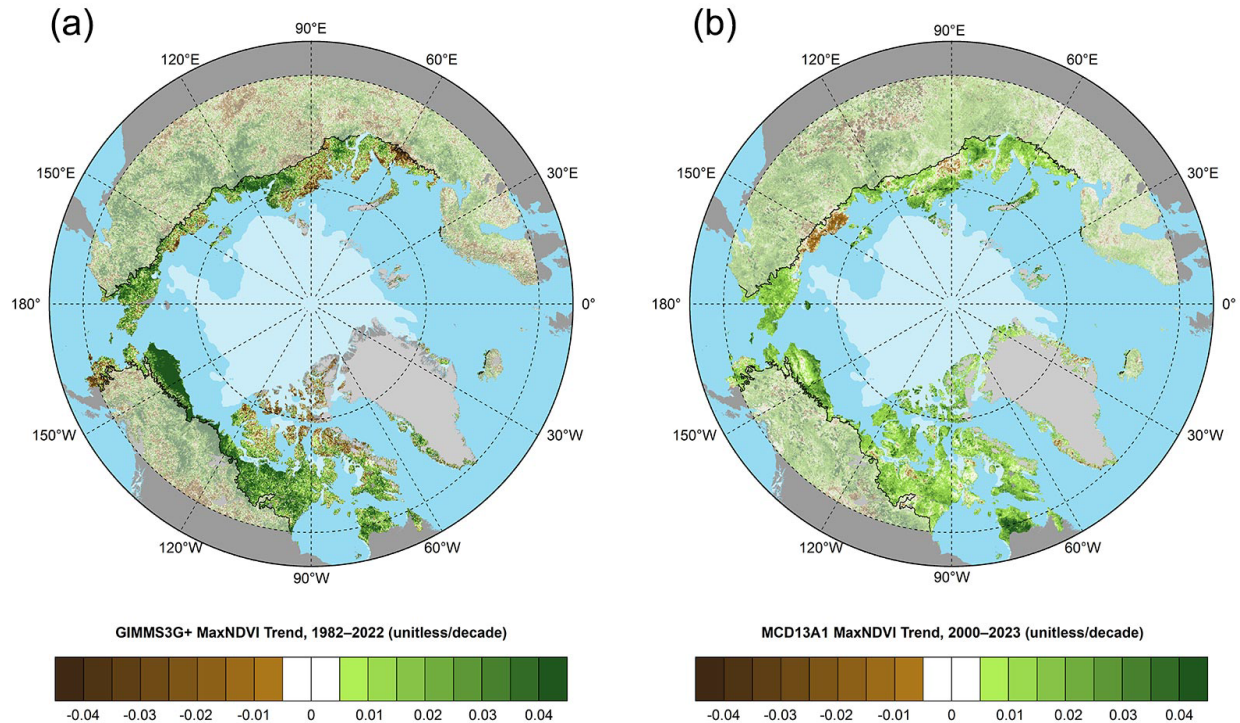 (a)
(b)
90°E
120°E
60°E
150°E
30°E
180°
0°
150°W
30°W
120°W
60°W
90°W
90°E
120°E
60°E
150°E
30°E
180°
0°
150°W
30°W
120°W
60°W
90°W
GIMMS3G+ MaxNDVI Trend, 1982–2022 (unitless/decade)
-0.04 -0.03 -0.02 -0.01 0 0.01 0.02 0.03 0.04
MCD13A1 MaxNDVI Trend, 2000–2023 (unitless/decade)
-0.04 -0.03 -0.02 -0.01 0 0.01 0.02 0.03 0.04